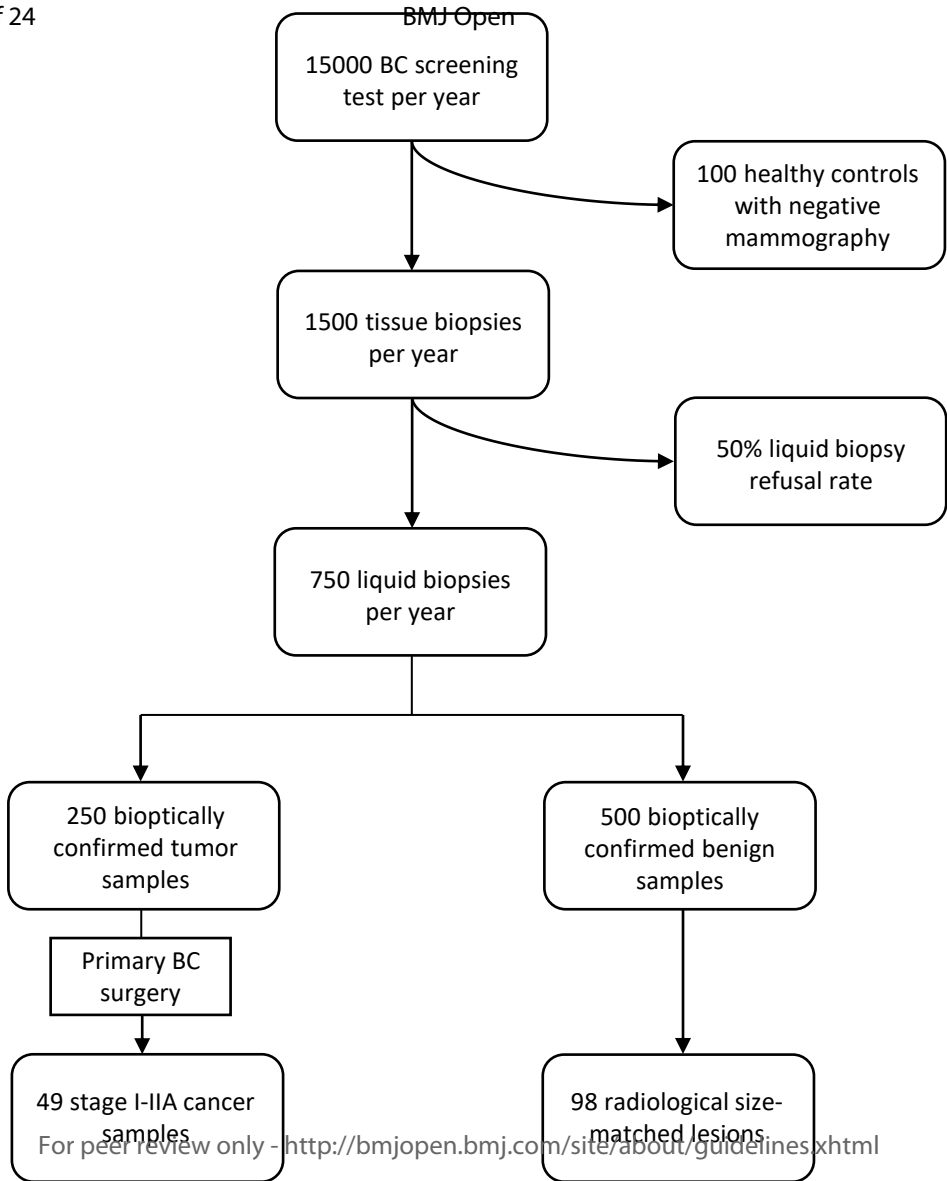 f 24
BMJ Open
15000 BC screening
test per year
100 healthy controls
with negative
mammography
1500 tissue biopsies
per year
50% liquid biopsy
refusal rate
750 liquid biopsies
per year
250 bioptically
confirmed tumor
samples
500 bioptically
confirmed benign
samples
Primary BC
surgery
49 stage I-IIA cancer
samples
98 radiological size-
matched lesions
For peer review only - http://bmjopen.bmj.com/site/about/guidelines.xhtml